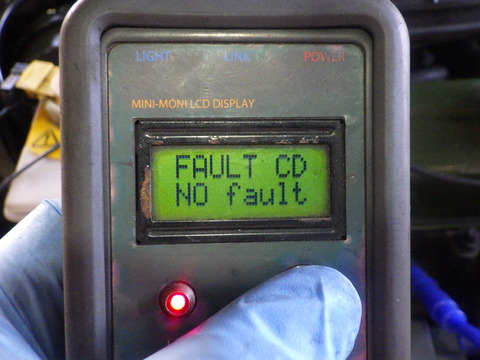 LIGHT LINK POWER
MINI-MONI LCD DISPLAY
FAULT CD
NO fault